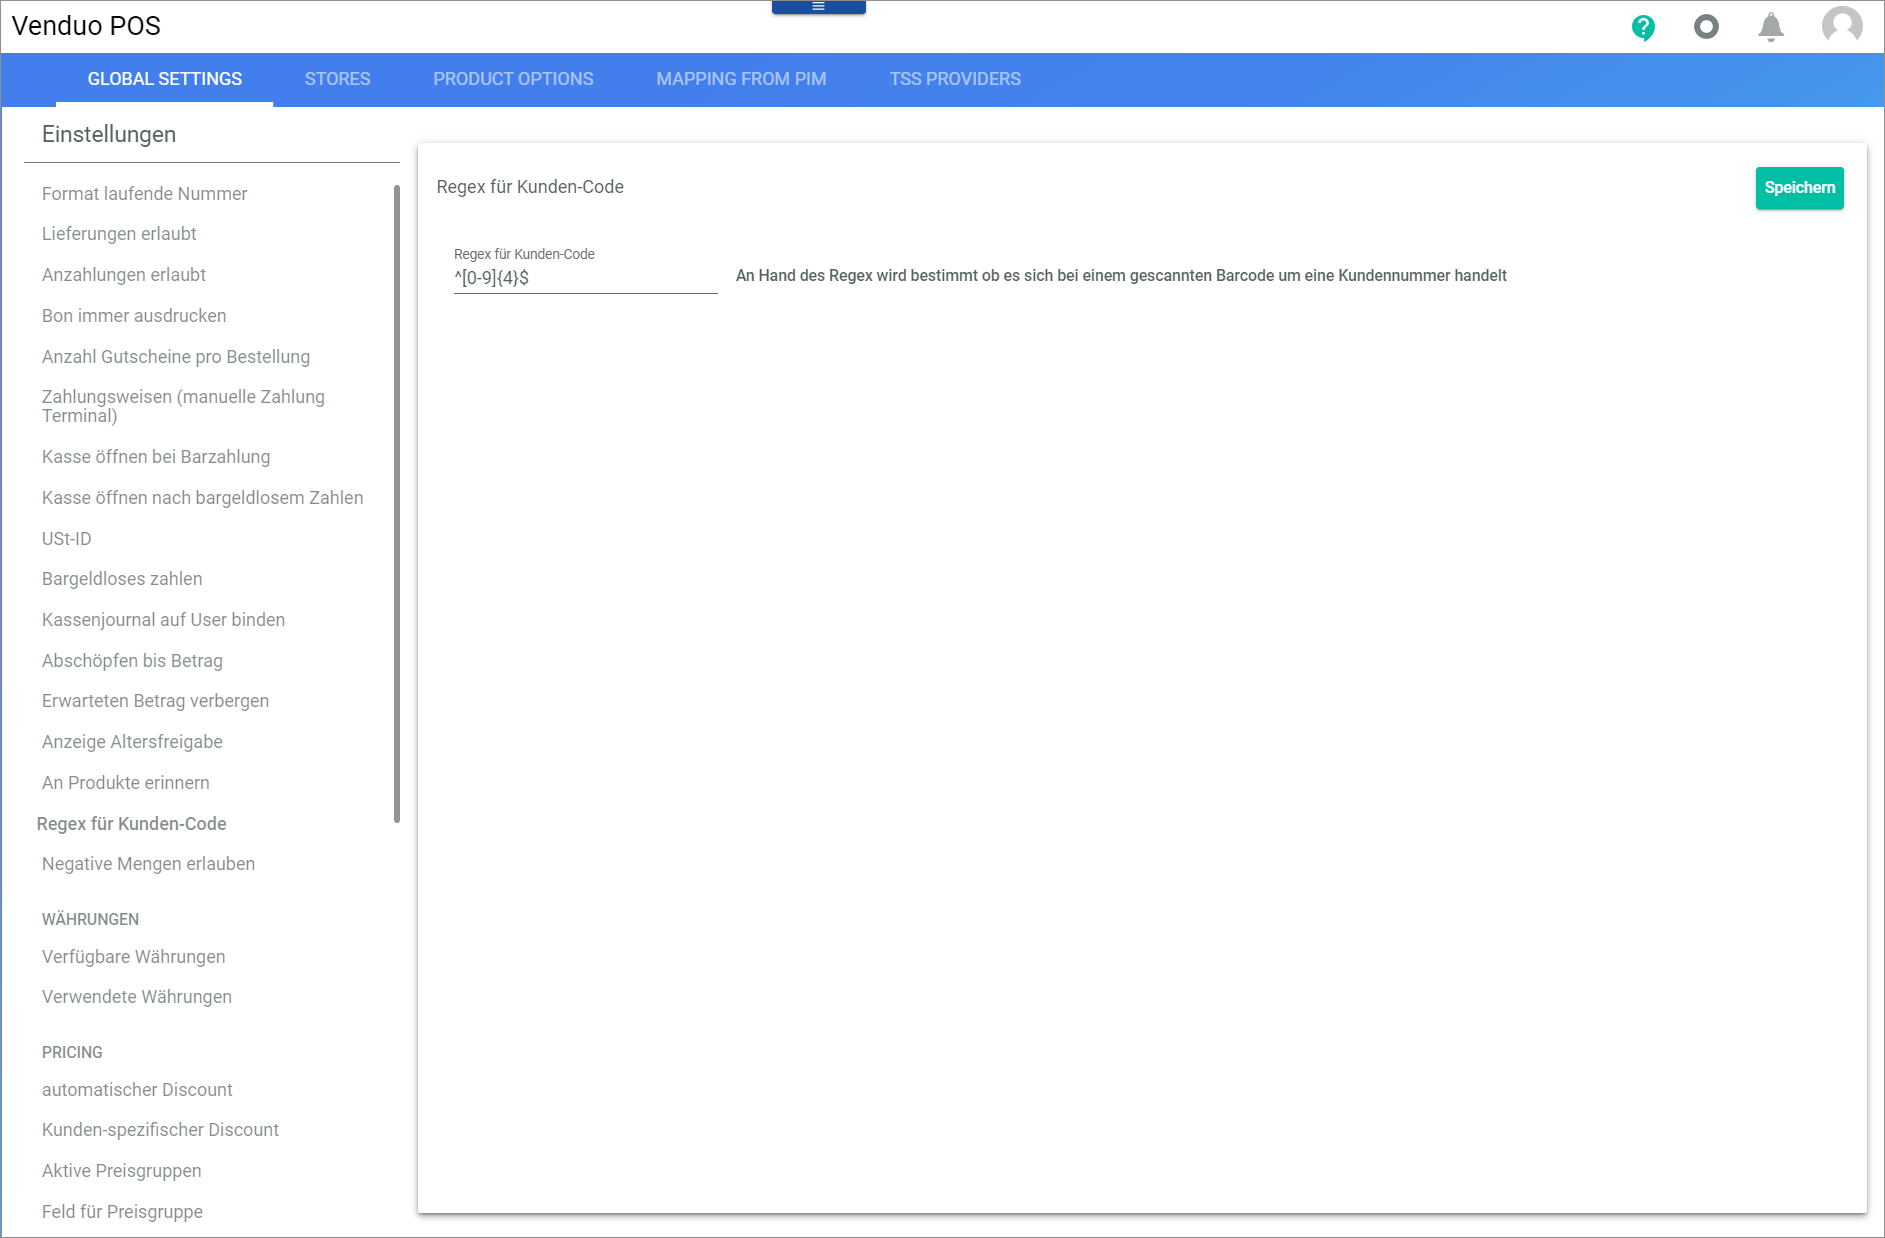 Venduo POS
GLOBAL SETTINGS
STORES
PRODUCT OPTIONS
MAPPING FROM PIM
TSS PROVIDERS
Einstellungen
Format laufende Nummer
Lieferungen erlaubt
Anzahlungen erlaubt
Bon immer ausdrucken
Anzahl Gutscheine pro Bestellung
Zahlungsweisen (manuelle Zahlung
Terminal)
Kasse öffnen bei Barzahlung
Kasse öffnen nach bargeldlosem Zahlen
USt-ID
Bargeldloses zahlen
Kassenjournal auf User binden
Abschöpfen bis Betrag
Erwarteten Betrag verbergen
Anzeige Altersfreigabe
An Produkte erinnern
Regex für Kunden-Code
Negative Mengen erlauben
WÄHRUNGEN
Verfügbare Währungen
Verwendete Währungen
PRICING
automatischer Discount
Kunden-spezifischer Discount
Aktive Preisgruppen
Feld für Preisgruppe
Regex für Kunden-Code
Speichern
Regex für Kunden-Code
^[0-9]{4}$
An Hand des Regex wird bestimmt ob es sich bei einem gescannten Barcode um eine Kundennummer handelt